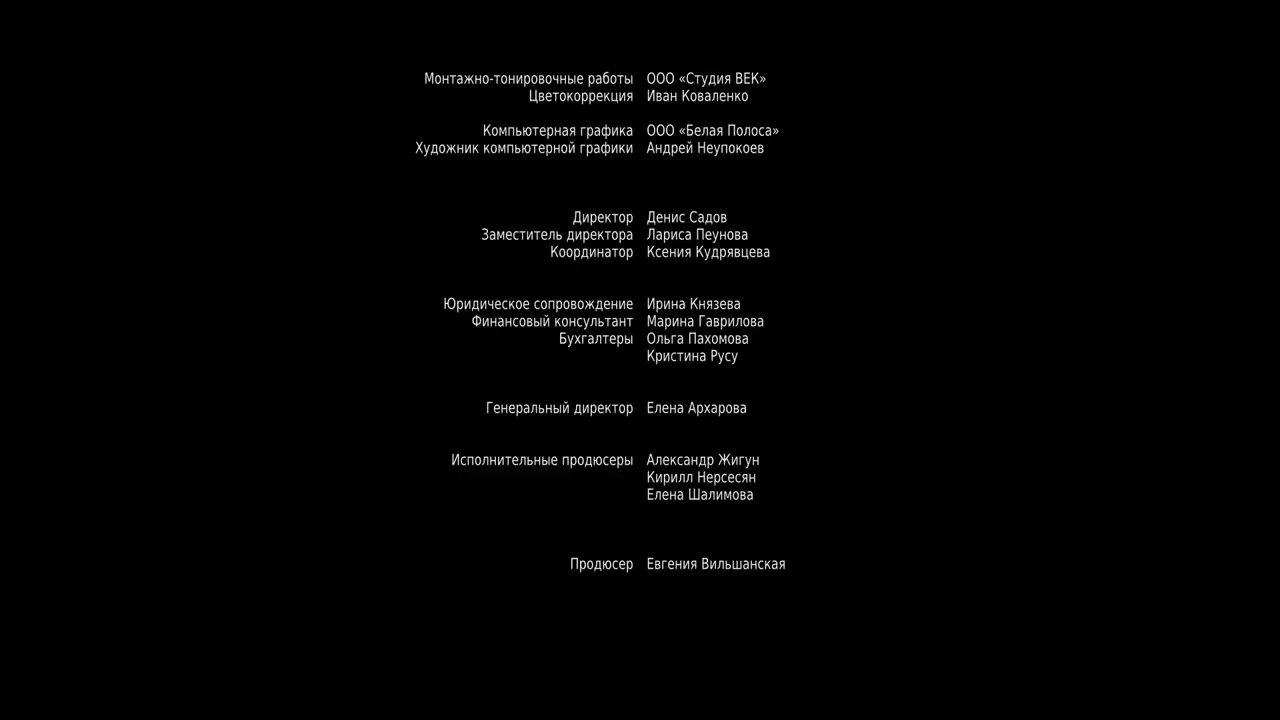 Монтажно-тонировочные работы ООО «Студия ВЕК»
Цветокоррекция Иван Коваленко
Компьютерная графика ООО «Белая Полоса»
Художник компьютерной графики Андрей Неупокоев
Директор Денис Садов
Заместитель директора Лариса Пеунова
Координатор Ксения Кудрявцева
Юридическое сопровождение Ирина Князева
Финансовый консультант Марина Гаврилова
Бухгалтеры Ольга Пахомова
Кристина Русу
Генеральный директор Елена Архарова
Исполнительные продюсеры Александр Жигун
Кирилл Нерсесян
Елена Шалимова
Продюсер Евгения Вильшанская